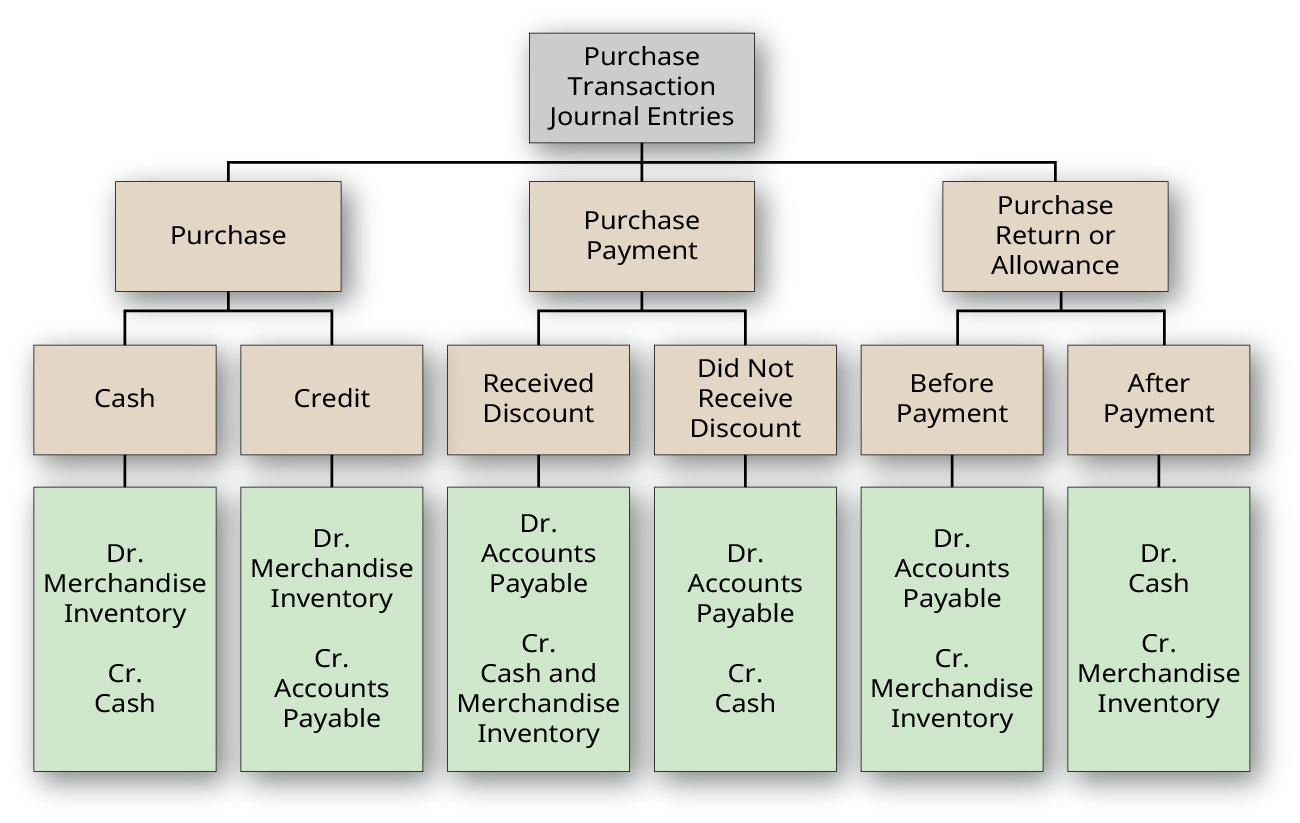 Purchase
Transaction
Journal Entries
Purchase
Purchase
Payment
Purchase
Return or
Allowance
Cash
Credit
Received
Discount
Did Not
Receive
Discount
Before
Payment
After
Payment
Dr.
Merchandise
Inventory
Cr.
Cash
Dr.
Merchandise
Inventory
Cr.
Accounts
Payable
Dr.
Accounts
Payable
Cr.
Cash and
Merchandise
Inventory
Dr.
Accounts
Payable
Cr.
Cash
Dr.
Accounts
Payable
Cr.
Merchandise
Inventory
Dr.
Cash
Cr.
Merchandise
Inventory